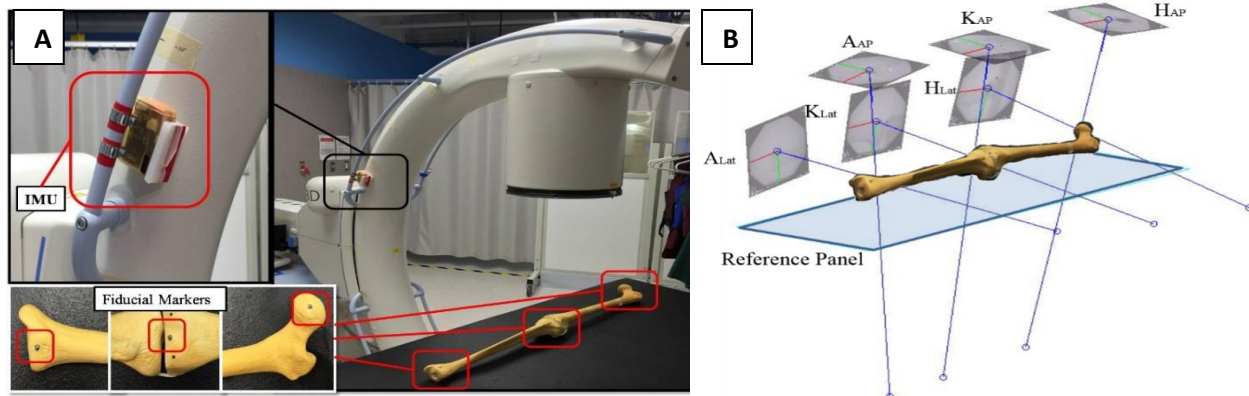 A
IMU
Fiducial Markers
B
A_AP
K_AP
H_AP
A_Lat
K_Lat
H_Lat
Reference Panel